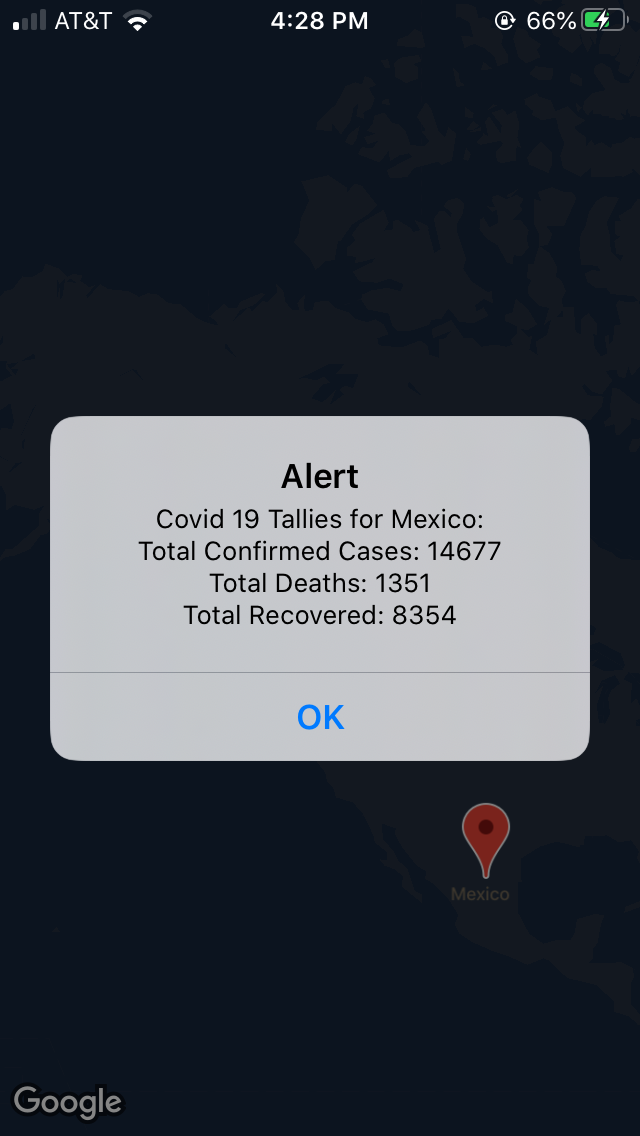 AT&T 4:28 PM 66%
Alert
Covid 19 Tallies for Mexico:
Total Confirmed Cases: 14677
Total Deaths: 1351
Total Recovered: 8354
OK
Mexico
Google